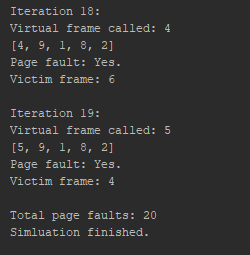 Iteration 18:
Virtual frame called: 4
[4, 9, 1, 8, 2]
Page fault: Yes.
Victim frame: 6
Iteration 19:
Virtual frame called: 5
[5, 9, 1, 8, 2]
Page fault: Yes.
Victim frame: 4
Total page faults: 20
Simluation finished.